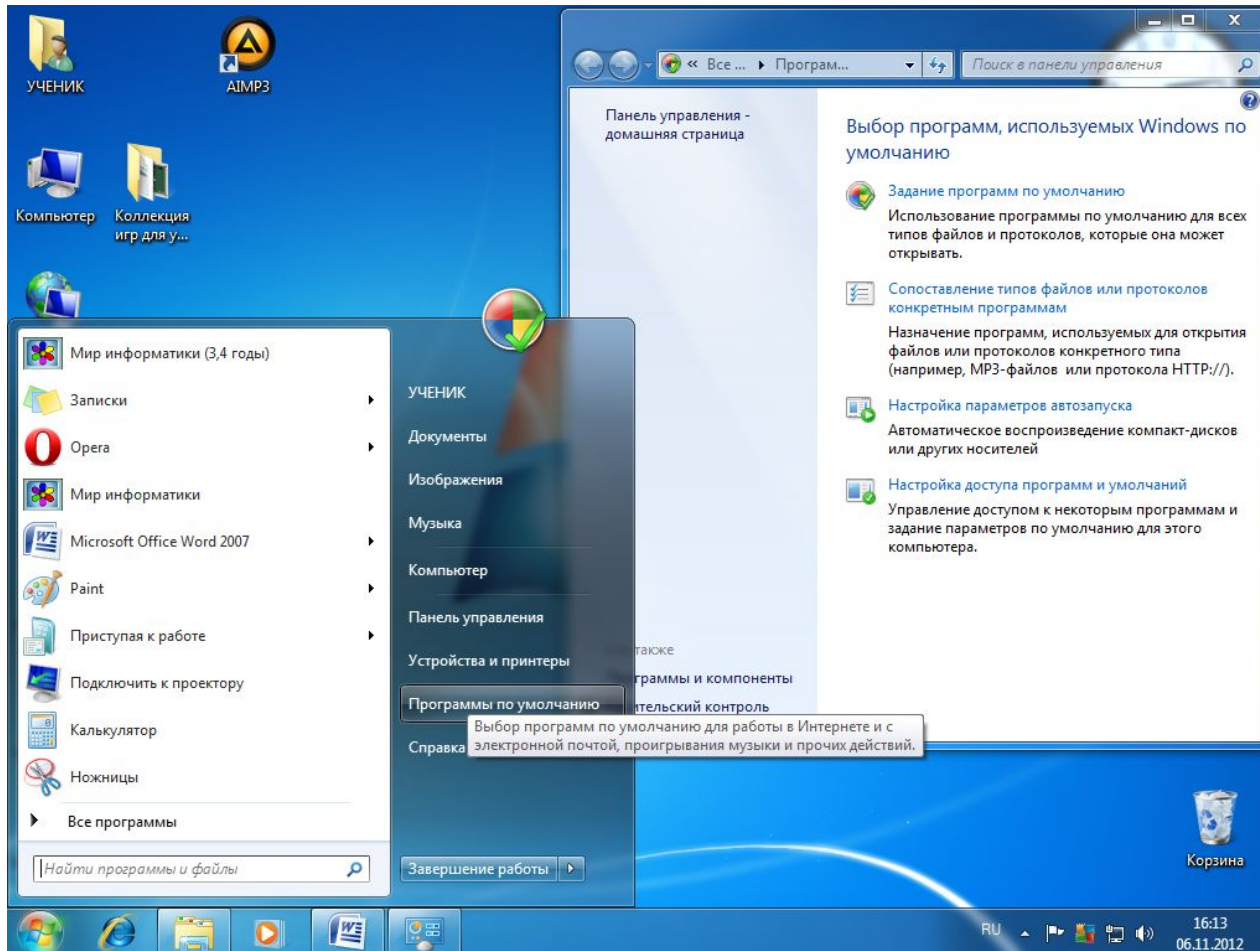 УЧЕНИК
AIMP3
Компьютер
Коллекция
игр для у...
« Все ... Програм...
Поиск в панели управления
Панель управления -
домашняя страница
также
граммы и компоненты
ительский контроль
Выбор программ, используемых Windows по
умолчанию
Задание программ по умолчанию
Использование программы по умолчанию для всех
типов файлов и протоколов, которые она может
открывать.
Сопоставление типов файлов или протоколов
конкретным программам
Назначение программ, используемых для открытия
файлов или протоколов конкретного типа
(например, MP3-файлов или протокола HTTP://).
Настройка параметров автозапуска
Автоматическое воспроизведение компакт-дисков
или других носителей
Настройка доступа программ и умолчаний
Управление доступом к некоторым программам и
задание параметров по умолчанию для этого
компьютера.
Мир информатики (3,4 годы)
Записки
Opera
Мир информатики
Microsoft Office Word 2007
Paint
Приступая к работе
Подключить к проектору
Калькулятор
Ножницы
Все программы
Найти программы и файлы
УЧЕНИК
Документы
Изображения
Музыка
Компьютер
Панель управления
Устройства и принтеры
Программы по умолчанию
Справка
Выбор программ по умолчанию для работы в Интернете и с
электронной почтой, проигрывания музыки и прочих действий.
Завершение работы
Корзина
RU
16:13
06.11.2012